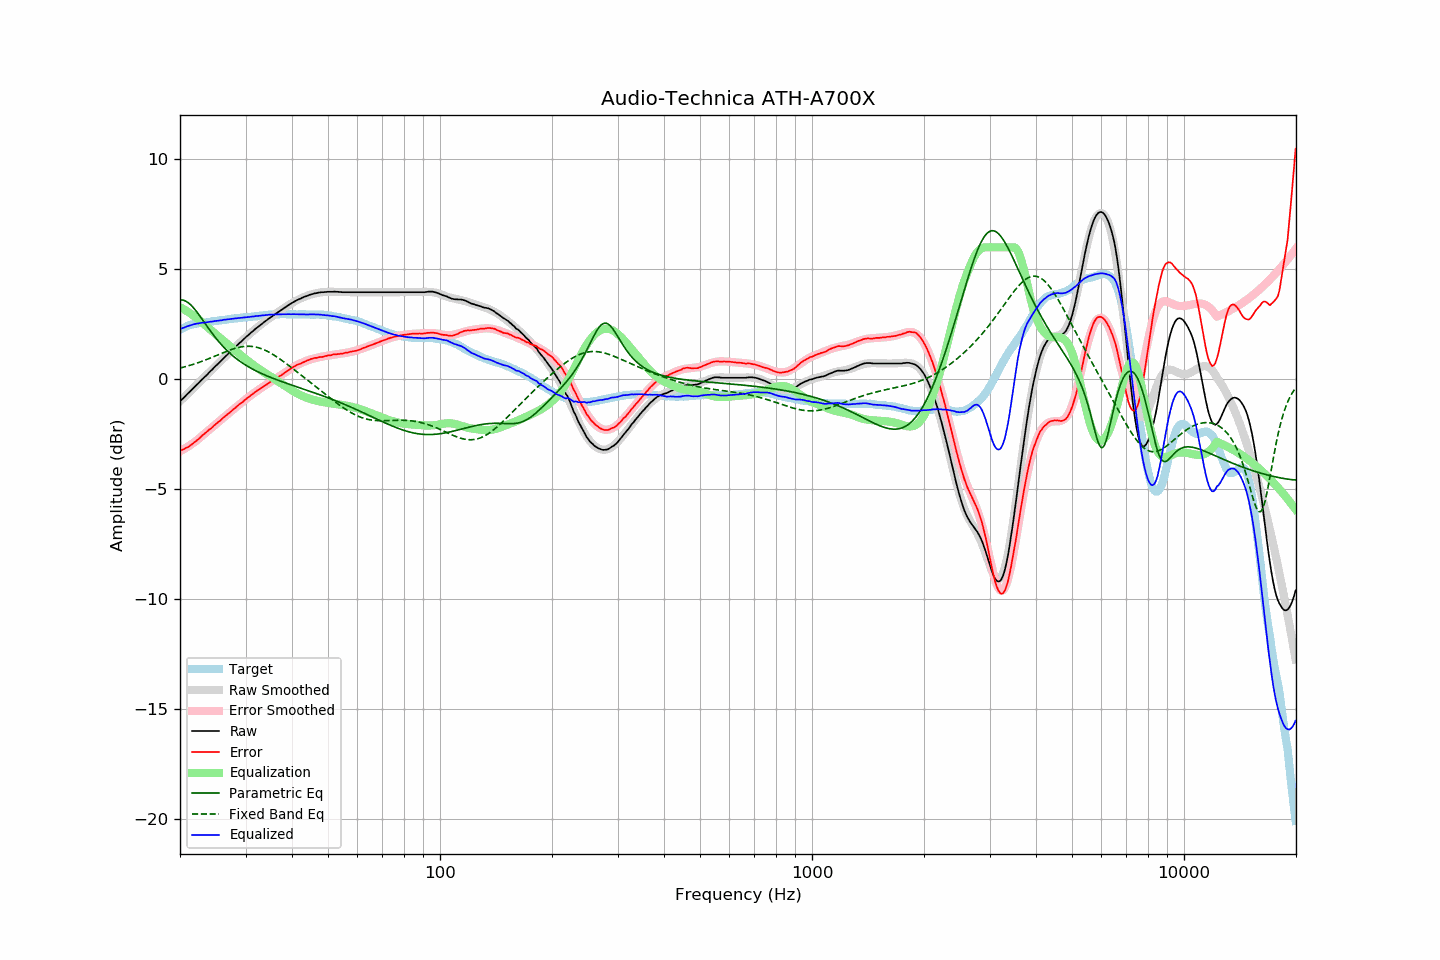 Audio-Technica ATH-A700X
10
5
0
−5
−10
−15
−20
Amplitude (dBr)
Target
Raw Smoothed
Error Smoothed
Raw
Error
Equalization
Parametric Eq
Fixed Band Eq
Equalized
100
1000
10000
Frequency (Hz)